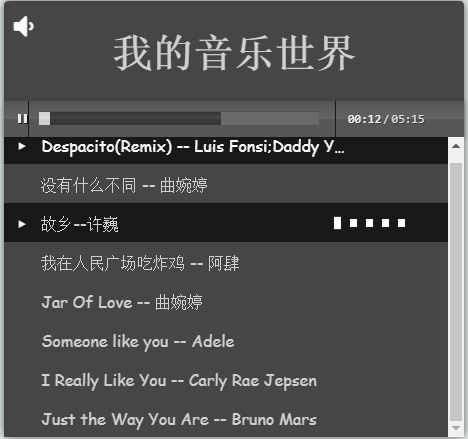 我的音乐世界
00:12/05:15
Despacito(Remix) -- Luis Fonsi;Daddy Y...
没有什么不同 -- 曲婉婷
故乡--许巍
我在人民广场吃炸鸡 -- 阿肆
Jar Of Love -- 曲婉婷
Someone like you -- Adele
I Really Like You -- Carly Rae Jepsen
Just the Way You Are -- Bruno Mars